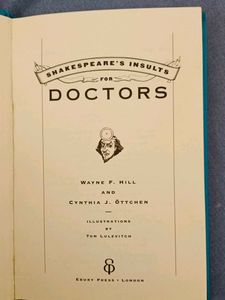 SHAKESPEARE'S INSULTS
FOR
DOCTORS
WAYNE F. HILL
AND
CYNTHIA J. ÖTTCHEN
ILLUSTRATIONS
BY
TOM LULEVITCH
EBURY PRESS · LONDON